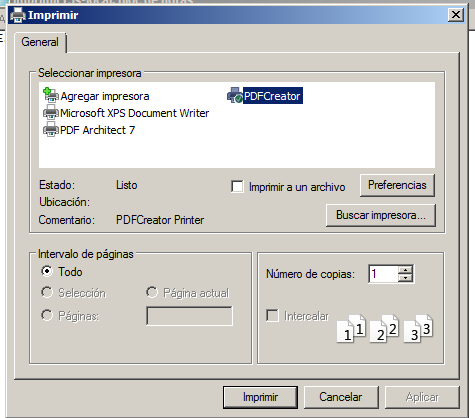 Imprimir
General
Seleccionar impresora
Agregar impresora
PDFCreator
Microsoft XPS Document Writer
PDF Architect 7
Estado: Listo
Imprimir a un archivo
Preferencias
Ubicación:
Comentario: PDFCreator Printer
Buscar impresora...
Intervalo de páginas
Todo
Selección
Página actual
Páginas:
Número de copias: 1
Intercalar
1 1 2 2 3 3
Imprimir
Cancelar
Aplicar